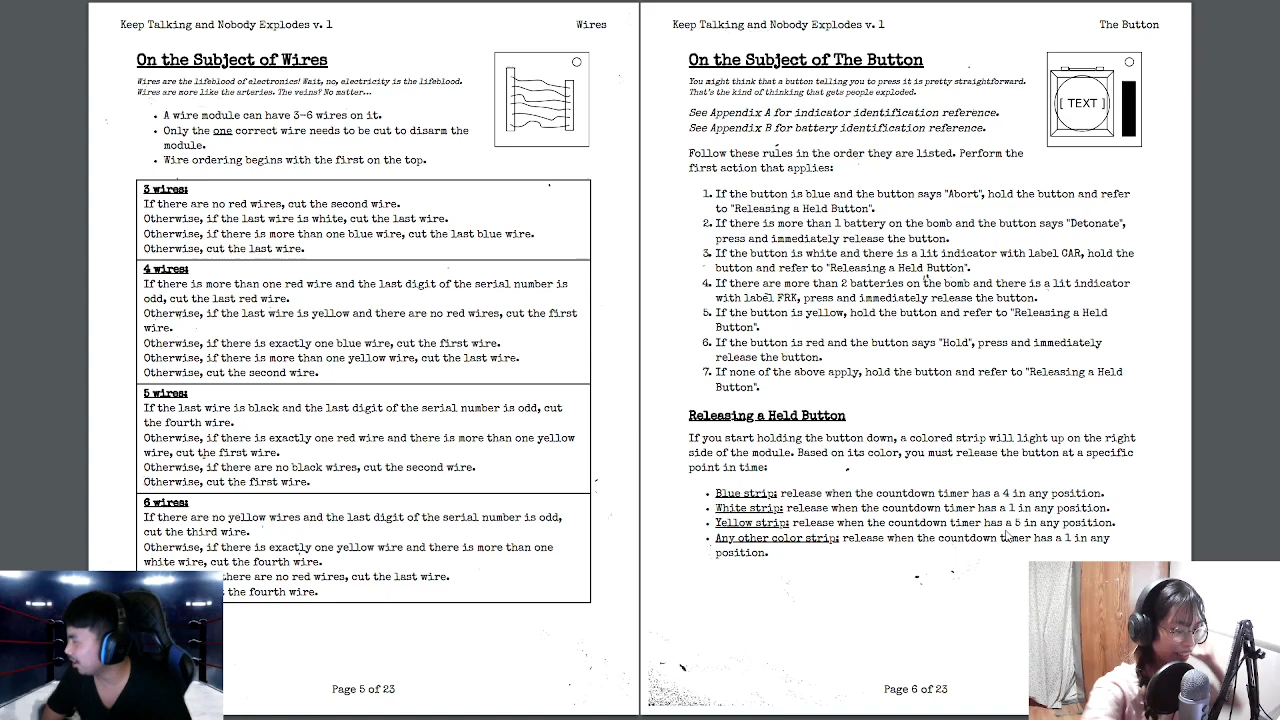 Keep Talking and Nobody Explodes v. 1
Wires
On the Subject of Wires
Wires are the lifeblood of electronics! Wait, no, electricity is the lifeblood.
Wires are more like the arteries. The veins? No matter...
• A wire module can have 3-6 wires on it.
• Only the one correct wire needs to be cut to disarm the
module.
• Wire ordering begins with the first on the top.
3 wires:
If there are no red wires, cut the second wire.
Otherwise, if the last wire is white, cut the last wire.
Otherwise, if there is more than one blue wire, cut the last blue wire.
Otherwise, cut the last wire.
4 wires:
If there is more than one red wire and the last digit of the serial number is
odd, cut the last red wire.
Otherwise, if the last wire is yellow and there are no red wires, cut the first
wire.
Otherwise, if there is exactly one blue wire, cut the first wire.
Otherwise, if there is more than one yellow wire, cut the last wire.
Otherwise, cut the second wire.
5 wires:
If the last wire is black and the last digit of the serial number is odd, cut
the fourth wire.
Otherwise, if there is exactly one red wire and there is more than one yellow
wire, cut the first wire.
Otherwise, if there are no black wires, cut the second wire.
Otherwise, cut the first wire.
6 wires:
If there are no yellow wires and the last digit of the serial number is odd,
cut the third wire.
Otherwise, if there is exactly one yellow wire and there is more than one
white wire, cut the fourth wire.
there are no red wires, cut the last wire.
the fourth wire.
Page 5 of 23
Keep Talking and Nobody Explodes v. 1
The Button
On the Subject of The Button
You might think that a button telling you to press it is pretty straightforward.
That's the kind of thinking that gets people exploded.
[ TEXT ]
See Appendix A for indicator identification reference.
See Appendix B for battery identification reference.
Follow these rules in the order they are listed. Perform the
first action that applies:
1. If the button is blue and the button says "Abort", hold the button and refer
to "Releasing a Held Button".
2. If there is more than 1 battery on the bomb and the button says "Detonate",
press and immediately release the button.
3. If the button is white and there is a lit indicator with label CAR, hold the
button and refer to "Releasing a Held Button".
4. If there are more than 2 batteries on the bomb and there is a lit indicator
with label FRK, press and immediately release the button.
5. If the button is yellow, hold the button and refer to "Releasing a Held
Button".
6. If the button is red and the button says "Hold", press and immediately
release the button.
7. If none of the above apply, hold the button and refer to "Releasing a Held
Button".
Releasing a Held Button
If you start holding the button down, a colored strip will light up on the right
side of the module. Based on its color, you must release the button at a specific
point in time:
• Blue strip: release when the countdown timer has a 4 in any position.
• White strip: release when the countdown timer has a 1 in any position.
• Yellow strip: release when the countdown timer has a 5 in any position.
• Any other color strip: release when the countdown timer has a 1 in any
position.
Page 6 of 23